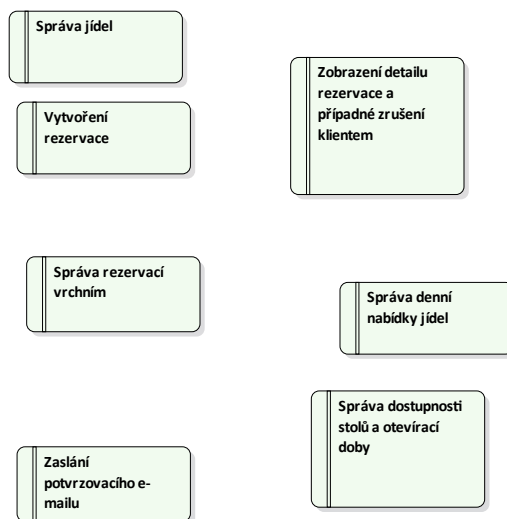 Správa jídel
Vytvoření
rezervace
Zobrazení detailu
rezervace a
případné zrušení
klientem
Správa rezervací
vrchním
Správa denní
nabídky jídel
Správa dostupnosti
stolů a otevírací
doby
Zaslání
potvrzovacího e-
mailu